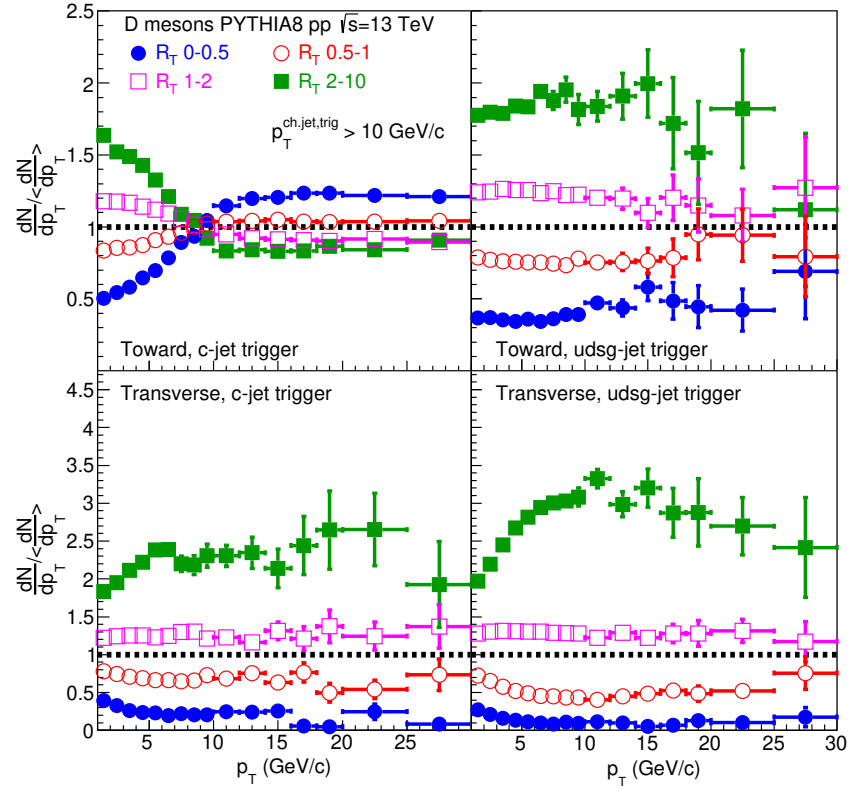 D mesons PYTHIA8 pp √s=13 TeV
R_T 0-0.5
R_T 0.5-1
R_T 1-2
R_T 2-10
p_T^ch.jet,trig > 10 GeV/c
dN/dp_T/<dN/dp_T>
2.5
2
1.5
1
0.5
Toward, c-jet trigger
Toward, udsg-jet trigger
dN/dp_T/<dN/dp_T>
4.5
4
3.5
3
2.5
2
1.5
1
0.5
0
Transverse, c-jet trigger
Transverse, udsg-jet trigger
5 10 15 20 25
5 10 15 20 25 30
p_T (GeV/c)
p_T (GeV/c)